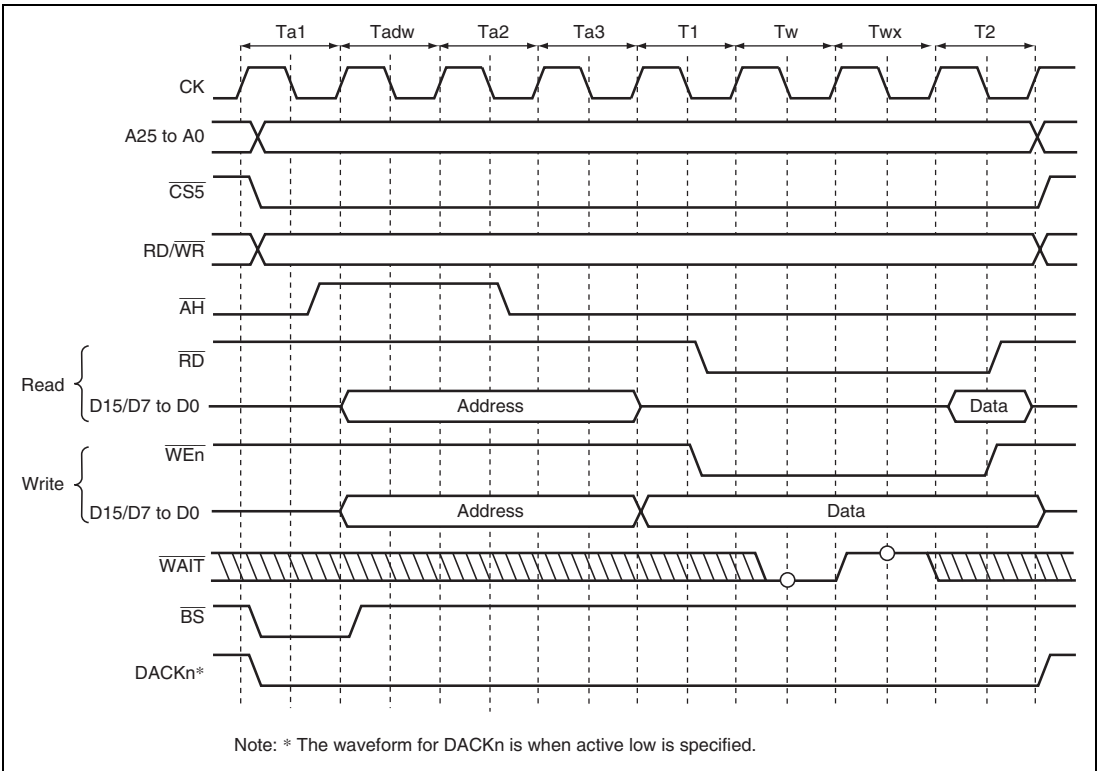 Ta1 Tadw Ta2 Ta3 T1 Tw Twx T2
CK
A25 to A0
CS5
RD/WR
AH
RD
Read
D15/D7 to D0 Address Data
WEn
Write
D15/D7 to D0 Address Data
WAIT
BS
DACKn*
Note: * The waveform for DACKn is when active low is specified.